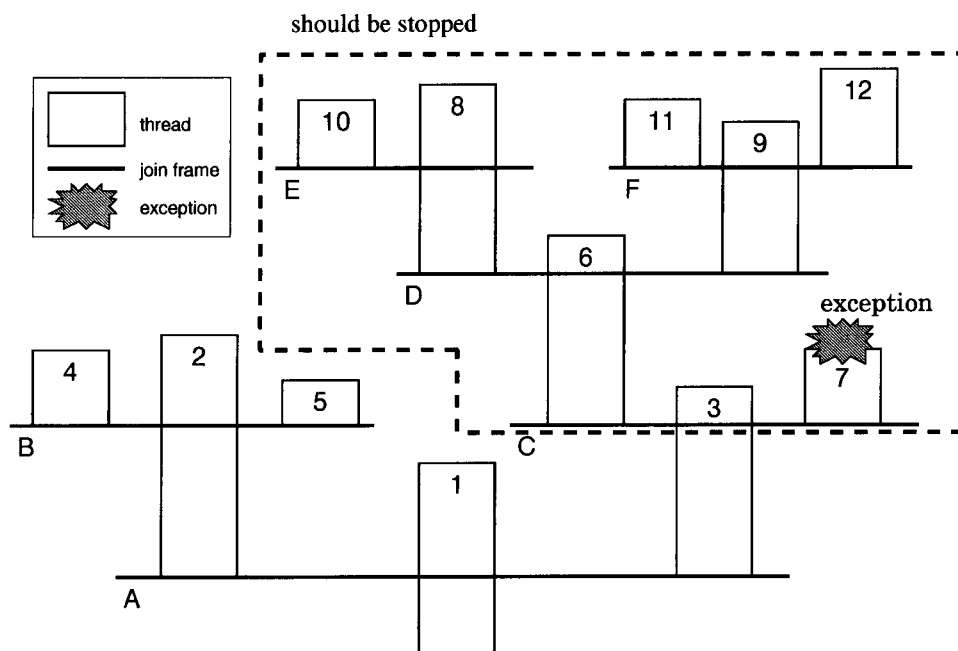 should be stopped
thread
join frame
exception
10
8
11
9
12
E
F
6
D
exception
4
2
5
3
7
B
C
1
A